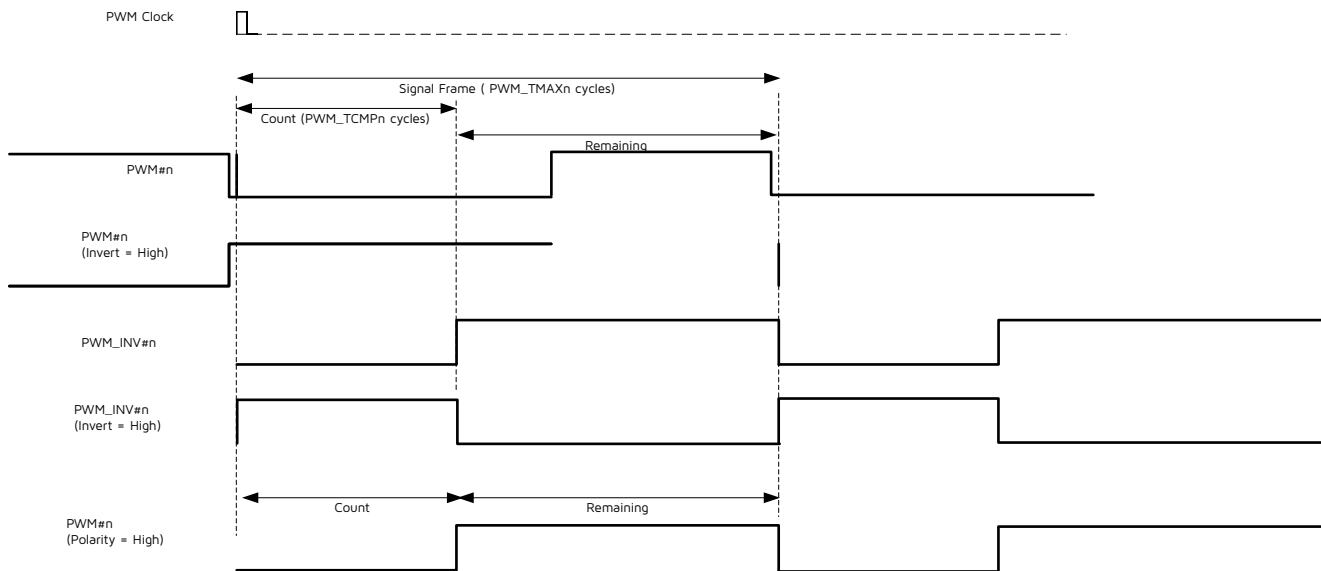 PWM Clock
Signal Frame ( PWM_TMAXn cycles)
Count (PWM_TCMPn cycles)
Remaining
PWM#n
PWM#n
(Invert = High)
PWM_INV#n
PWM_INV#n
(Invert = High)
Count
Remaining
PWM#n
(Polarity = High)